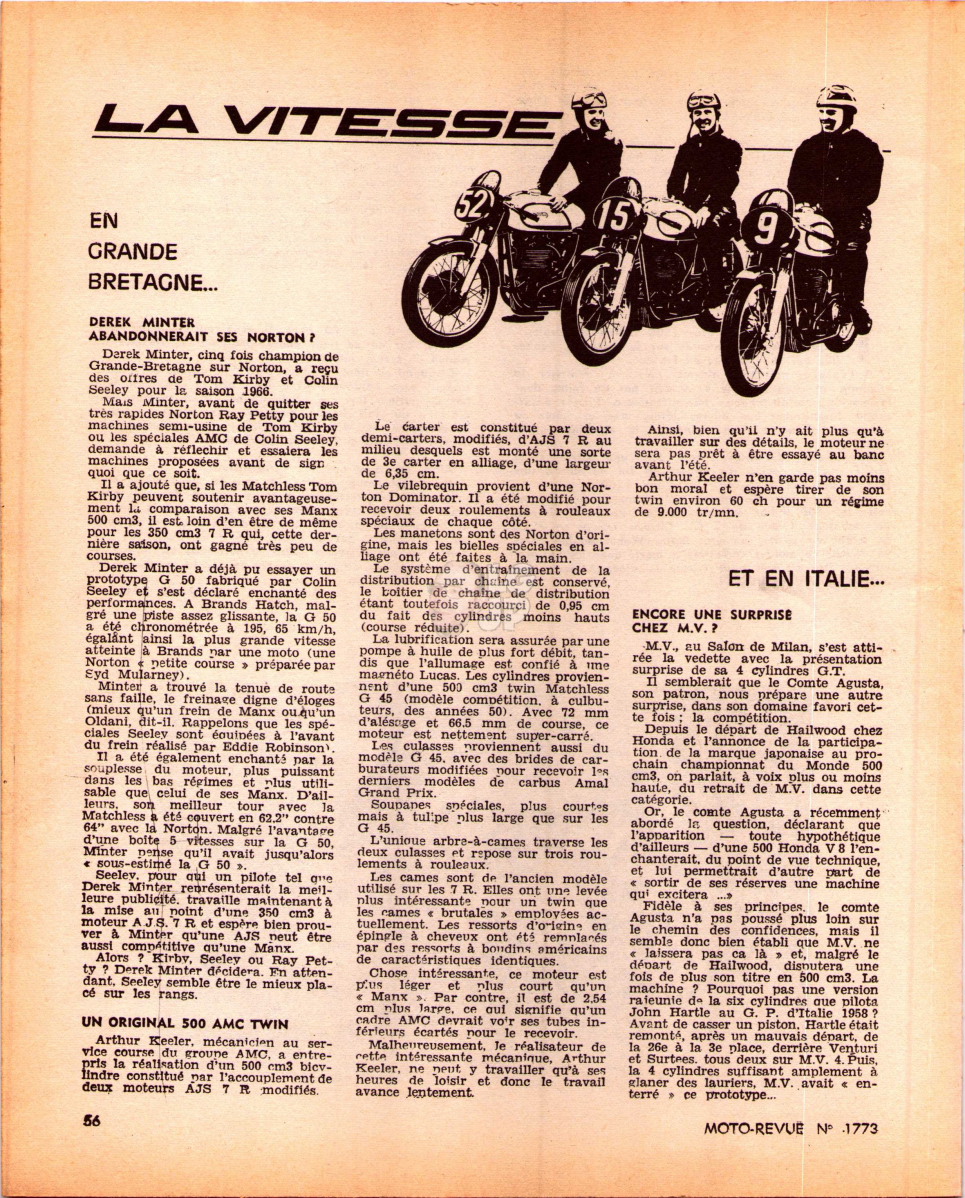 LA VITESSE
52
15
9
EN
GRANDE
BRETAGNE...
DEREK MINTER
ABANDONNERAIT SES NORTON ?
Derek Minter, cinq fois champion de
Grande-Bretagne sur Norton, a reçu
des offres de Tom Kirby et Colin
Seeley pour la saison 1966.
Mais Minter, avant de quitter ses
très rapides Norton Ray Petty pour les
machines semi-usine de Tom Kirby
ou les spéciales AMC de Colin Seeley,
demande à réflechir et essaiera les
machines proposées avant de sign
quoi que ce soit.
Il a ajouté que, si les Matchless Tom
Kirby peuvent soutenir avantageuse-
ment la comparaison avec ses Manx
500 cm3, il est loin d'en être de même
pour les 350 cm3 7 R qui, cette der-
nière saison, ont gagné très peu de
courses.
Derek Minter a déjà pu essayer un
prototype G 50 fabriqué par Colin
Seeley et s'est déclaré enchanté des
performances. A Brands Hatch, mal-
gré une piste assez glissante, la G 50
a été chronométrée à 195, 65 km/h,
égalant ainsi la plus grande vitesse
atteinte à Brands par une moto (une
Norton « petite course » préparée par
Syd Mularney).
Minter a trouvé la tenue de route
sans faille, le freinage digne d'éloges
(mieux qu'un frein de Manx ou qu'un
Oldani, dit-il. Rappelons que les spé-
ciales Seeley sont équipées à l'avant
du frein réalisé par Eddie Robinson).
Il a été également enchanté par la
souplesse du moteur, plus puissant
dans les bas régimes et plus utili-
sable que celui de ses Manx. D'ail-
leurs, son meilleur tour avec la
Matchless a été couvert en 62.2" contre
64" avec la Norton. Malgré l'avantage
d'une boîte 5 vitesses sur la G 50,
Minter pense qu'il avait jusqu'alors
« sous-estimé la G 50 ».
Seeley, pour qui un pilote tel que
Derek Minter représenterait la meil-
leure publicité, travaille maintenant à
la mise au point d'une 350 cm3 à
moteur A.J.S. 7 R et espère bien prou-
ver à Minter qu'une AJS peut être
aussi compétitive qu'une Manx.
Alors ? Kirby, Seeley ou Ray Pet-
ty ? Derek Minter décidera. En atten-
dant, Seeley semble être le mieux pla-
cé sur les rangs.
UN ORIGINAL 500 AMC TWIN
Arthur Keeler, mécanicien au ser-
vice course du groupe AMC, a entre-
pris la réalisation d'un 500 cm3 bicy-
lindre constitué par l'accouplement de
deux moteurs AJS 7 R modifiés.
Le carter est constitué par deux
demi-carters, modifiés, d'AJS 7 R au
milieu desquels est monté une sorte
de 3e carter en alliage, d'une largeur
de 6,35 cm.
Le vilebrequin provient d'une Nor-
ton Dominator. Il a été modifié pour
recevoir deux roulements à rouleaux
spéciaux de chaque côté.
Les manetons sont des Norton d'ori-
gine, mais les bielles spéciales en al-
liage ont été faites à la main.
Le système d'entraînement de la
distribution par chaîne est conservé,
le boîtier de chaîne de distribution
étant toutefois raccourci de 0,95 cm
du fait des cylindres moins hauts
(course réduite).
La lubrification sera assurée par une
pompe à huile de plus fort débit, tan-
dis que l'allumage est confié à une
magnéto Lucas. Les cylindres provien-
nent d'une 500 cm3 twin Matchless
G 45 (modèle compétition, à culbu-
teurs, des années 50). Avec 72 mm
d'alésage et 66.5 mm de course, ce
moteur est nettement super-carré.
Les culasses proviennent aussi du
modèle G 45, avec des brides de car-
burateurs modifiées pour recevoir les
derniers modèles de carbus Amal
Grand Prix.
Soupapes spéciales, plus courtes
mais à tulipe plus large que sur les
G 45.
L'unique arbre-à-cames traverse les
deux culasses et repose sur trois rou-
lements à rouleaux.
Les cames sont de l'ancien modèle
utilisé sur les 7 R. Elles ont une levée
plus intéressante pour un twin que
les cames « brutales » employées ac-
tuellement. Les ressorts d'origine en
épingle à cheveux ont été remplacés
par des ressorts à boudins américains
de caractéristiques identiques.
Chose intéressante, ce moteur est
plus léger et plus court qu'un
« Manx ». Par contre, il est de 2.54
cm plus large, ce qui signifie qu'un
cadre AMC devrait voir ses tubes in-
férieurs écartés pour le recevoir.
Malheureusement, le réalisateur de
cette intéressante mécanique, Arthur
Keeler, ne peut y travailler qu'à ses
heures de loisir et donc le travail
avance lentement.
Ainsi, bien qu'il n'y ait plus qu'à
travailler sur des détails, le moteur ne
sera pas prêt à être essayé au banc
avant l'été.
Arthur Keeler n'en garde pas moins
bon moral et espère tirer de son
twin environ 60 ch pour un régime
de 9.000 tr/mn.
ET EN ITALIE...
ENCORE UNE SURPRISE
CHEZ M.V. ?
M.V., au Salon de Milan, s'est atti-
rée la vedette avec la présentation
surprise de sa 4 cylindres G.T.
Il semblerait que le Comte Agusta,
son patron, nous prépare une autre
surprise, dans son domaine favori cet-
te fois : la compétition.
Depuis le départ de Hailwood chez
Honda et l'annonce de la participa-
tion de la marque japonaise au pro-
chain championnat du Monde 500
cm3, on parlait, à voix plus ou moins
haute, du retrait de M.V. dans cette
catégorie.
Or, le comte Agusta a récemment
abordé la question, déclarant que
l'apparition — toute hypothétique
d'ailleurs — d'une 500 Honda V 8 l'en-
chanterait, du point de vue technique,
et lui permettrait d'autre part de
« sortir de ses réserves une machine
qui excitera ...»
Fidèle à ses principes, le comte
Agusta n'a pas poussé plus loin sur
le chemin des confidences, mais il
semble donc bien établi que M.V. ne
« laissera pas ca là » et, malgré le
départ de Hailwood, disputera une
fois de plus son titre en 500 cm3. La
machine ? Pourquoi pas une version
rajeunie de la six cylindres que pilota
John Hartle au G. P. d'Italie 1958 ?
Avant de casser un piston, Hartle était
remonté, après un mauvais départ, de
la 26e à la 3e place, derrière Venturi
et Surtees, tous deux sur M.V. 4. Puis,
la 4 cylindres suffisant amplement à
glaner des lauriers, M.V. avait « en-
terré » ce prototype...
56
MOTO-REVUE N° 1773